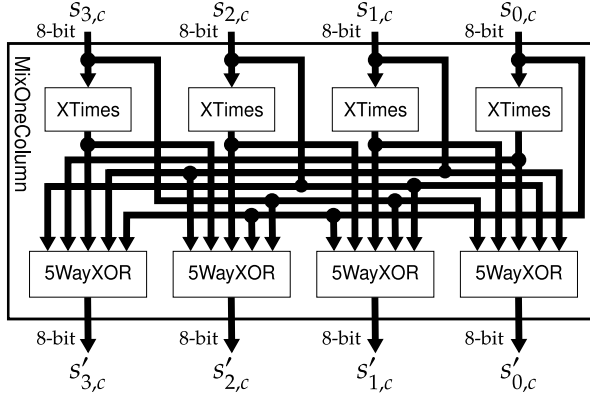 s3,c s2,c s1,c s0,c
8-bit 8-bit 8-bit 8-bit
MixOneColumn
XTimes XTimes XTimes XTimes
5WayXOR 5WayXOR 5WayXOR 5WayXOR
8-bit 8-bit 8-bit 8-bit
s′3,c s′2,c s′1,c s′0,c